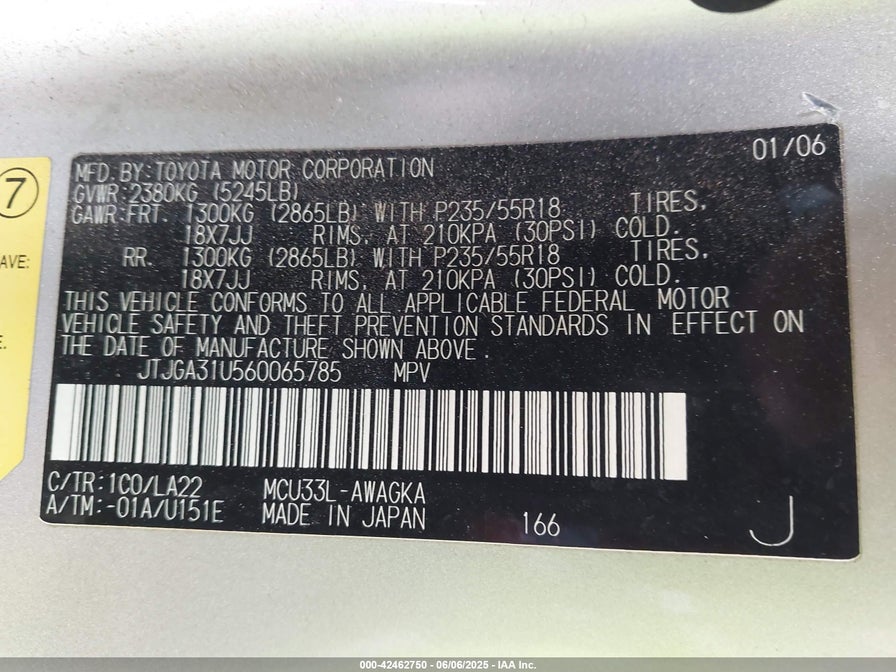 01/06
MFD. BY: TOYOTA MOTOR CORPORATION
GVWR: 2380KG (5245LB)
GAWR: FRT. 1300KG (2865LB) WITH P235/55R18 TIRES,
18X7JJ RIMS, AT 210KPA (30PSI) COLD.
RR. 1300KG (2865LB) WITH P235/55R18 TIRES,
18X7JJ RIMS, AT 210KPA (30PSI) COLD.
THIS VEHICLE CONFORMS TO ALL APPLICABLE FEDERAL MOTOR
VEHICLE SAFETY AND THEFT PREVENTION STANDARDS IN EFFECT ON
THE DATE OF MANUFACTURE SHOWN ABOVE.
JTJGA31U560065785 MPV
C/TR: 1C0/LA22 MCU33L-AWAGKA
A/TM: -01A/U151E MADE IN JAPAN 166 J
7
AVE:
E.
000-42462750 - 06/06/2025 - IAA Inc.